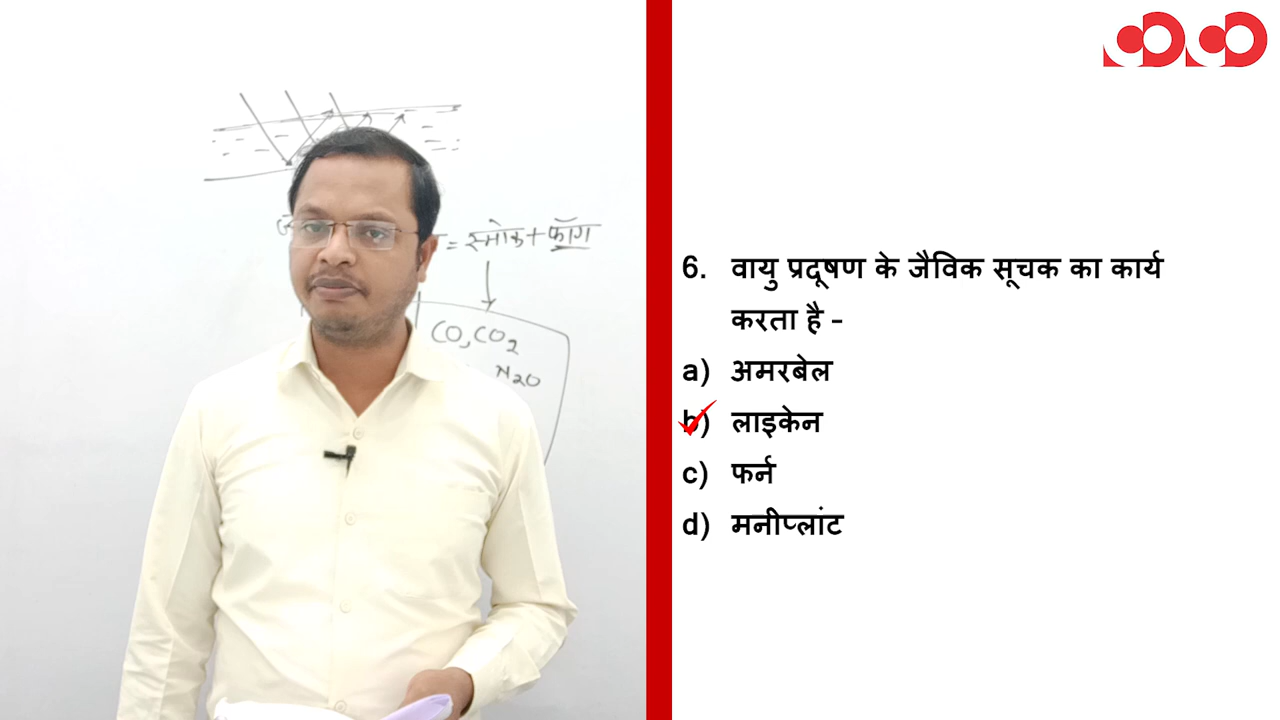 = स्मोक + फॉग
CO, CO2
N2O
6. वायु प्रदूषण के जैविक सूचक का कार्य
करता है –
a) अमरबेल
b) लाइकेन
c) फर्न
d) मनीप्लांट